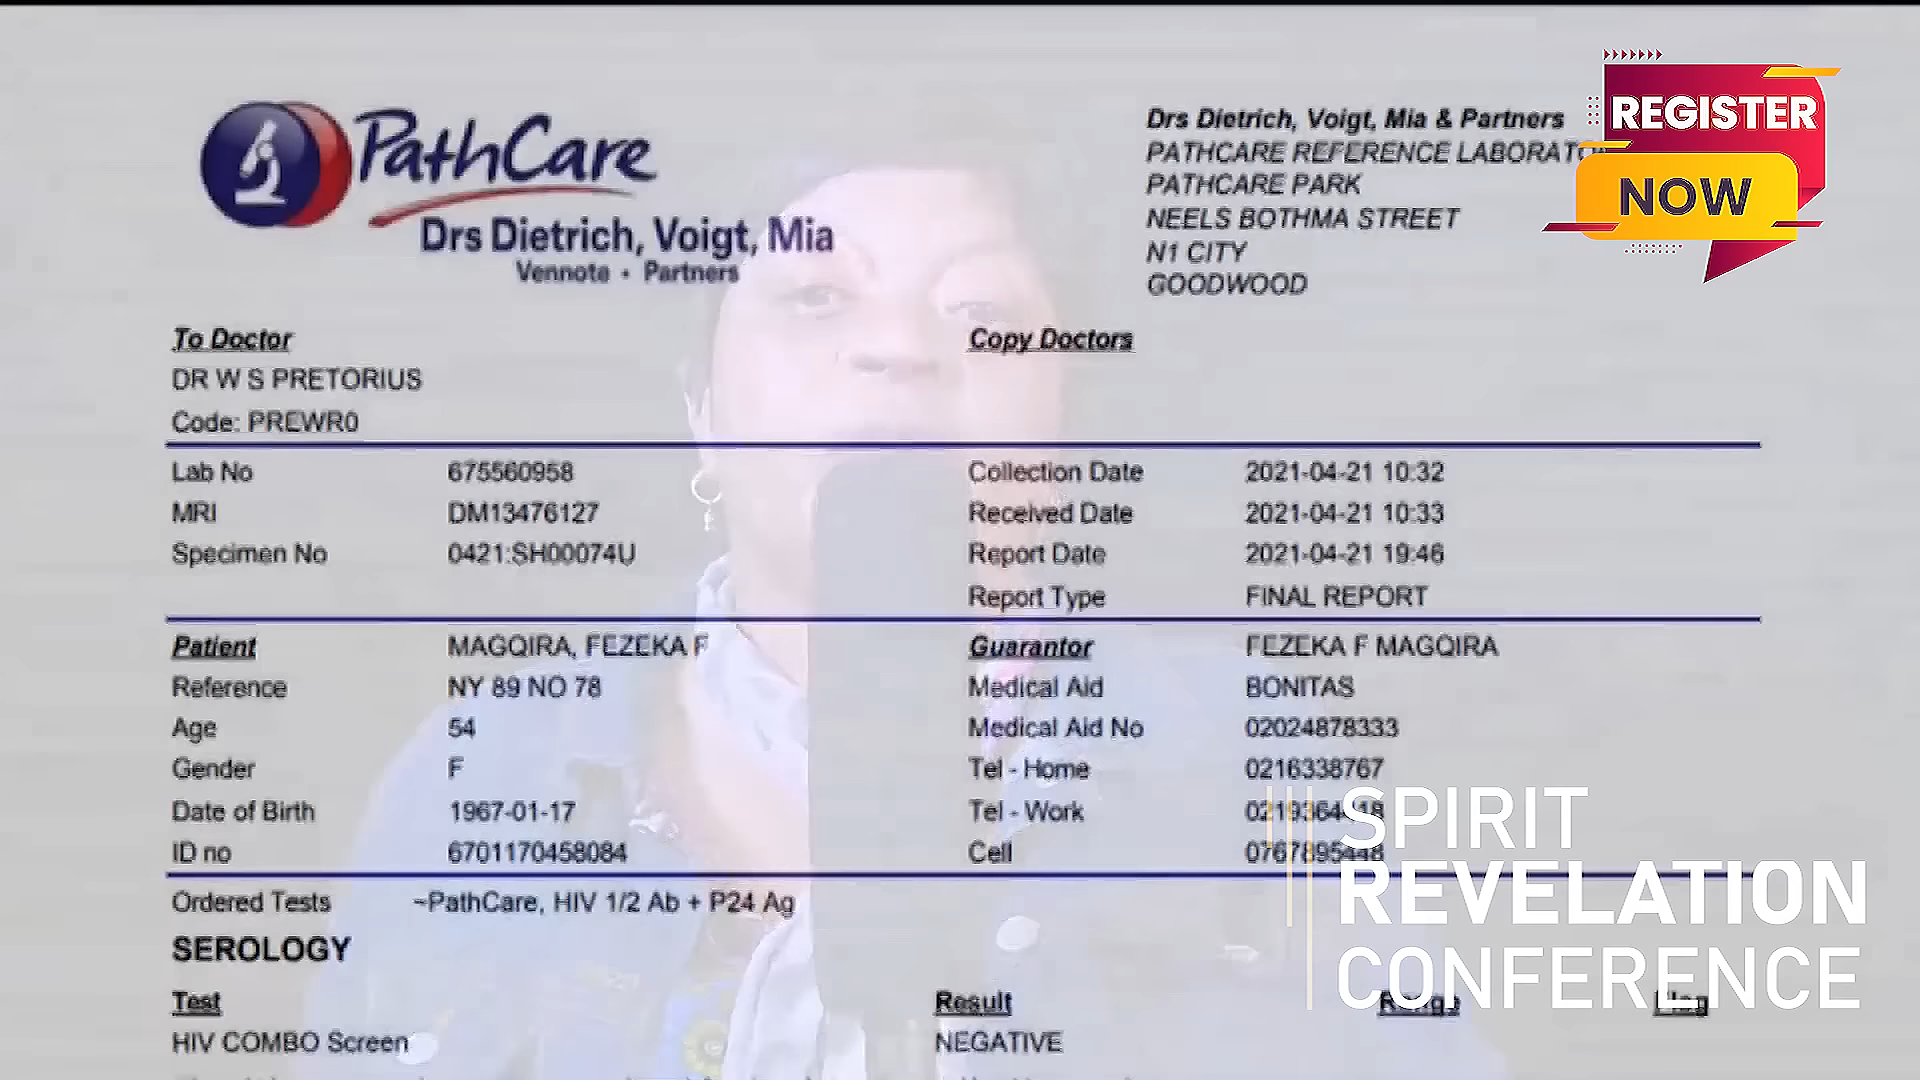 PathCare
Drs Dietrich, Voigt, Mia
Vennote • Partners
Drs Dietrich, Voigt, Mia & Partners
PATHCARE REFERENCE
PATHCARE PARK
NEELS BOTHMA STREET
N1 CITY
GOODWOOD
REGISTER
NOW
To Doctor
DR W S PRETORIUS
Code: PREWR0
Copy Doctors
Lab No 675560958
MRI DM13476127
Specimen No 0421:SH00074U
Collection Date 2021-04-21 10:32
Received Date 2021-04-21 10:33
Report Date 2021-04-21 19:46
Report Type FINAL REPORT
Patient MAGQIRA, FEZEKA F
Reference NY 89 NO 78
Age 54
Gender F
Date of Birth 1967-01-17
ID no 6701170458084
Guarantor FEZEKA F MAGQIRA
Medical Aid BONITAS
Medical Aid No 02024878333
Tel - Home 0216338767
Tel - Work
Cell
Ordered Tests ~PathCare, HIV 1/2 Ab + P24 Ag
SEROLOGY
Test Result Range Flag
HIV COMBO Screen NEGATIVE
SPIRIT
REVELATION
CONFERENCE